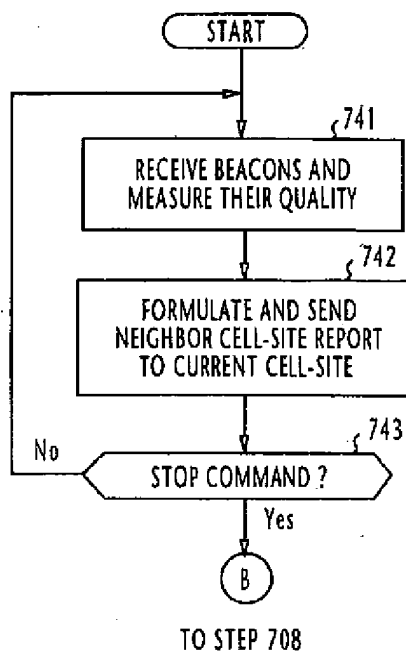 START
741
RECEIVE BEACONS AND
MEASURE THEIR QUALITY
742
FORMULATE AND SEND
NEIGHBOR CELL-SITE REPORT
TO CURRENT CELL-SITE
743
No
STOP COMMAND ?
Yes
B
TO STEP 708